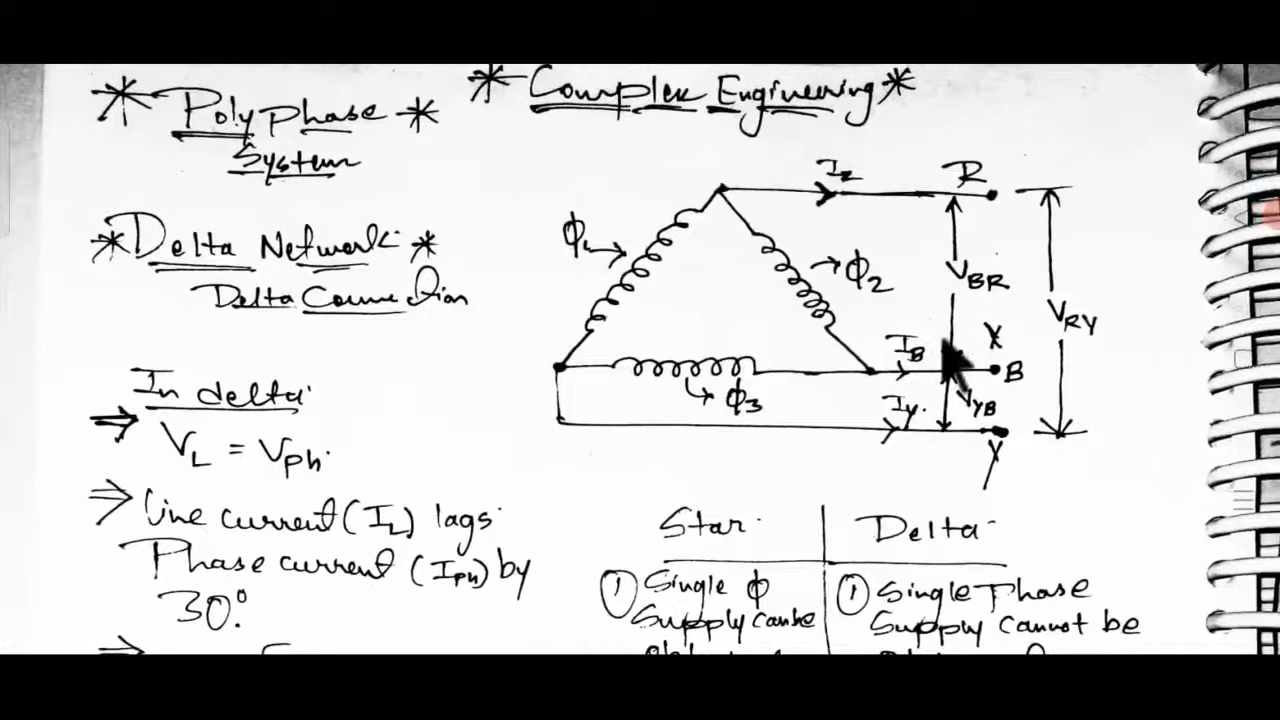 * Polyphase *
System
* Complex Engineering *
* Delta Network *
Delta Connection
In delta
⇒ V_L = V_ph.
⇒ Line current (I_L) lags
Phase current (I_ph) by
30°.
⇒
ϕ1
ϕ2
ϕ3
R
V_BR
V_RY
I_B
B
I_Y.
V_YB
Y
Star
① Single ϕ
Supply can be
Delta
① Single Phase
Supply cannot be